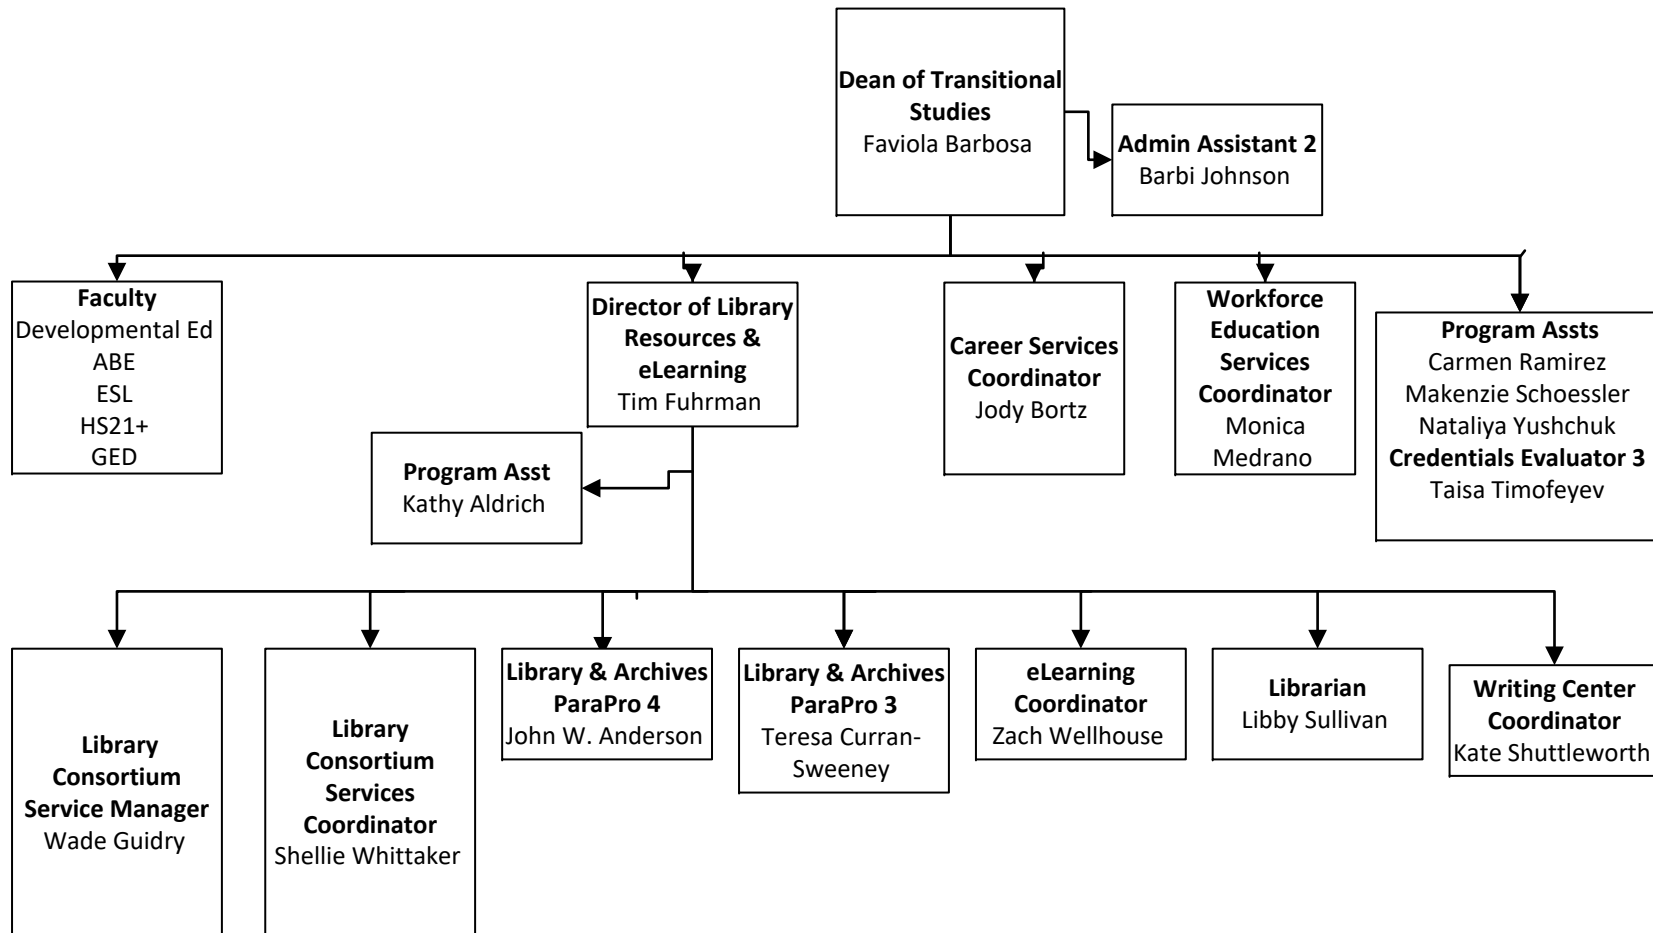 Dean of Transitional
Studies
Faviola Barbosa
Admin Assistant 2
Barbi Johnson
Faculty
Developmental Ed
ABE
ESL
HS21+
GED
Director of Library
Resources &
eLearning
Tim Fuhrman
Career Services
Coordinator
Jody Bortz
Workforce
Education
Services
Coordinator
Monica
Medrano
Program Assts
Carmen Ramirez
Makenzie Schoessler
Nataliya Yushchuk
Credentials Evaluator 3
Taisa Timofeyev
Program Asst
Kathy Aldrich
Library
Consortium
Service Manager
Wade Guidry
Library
Consortium
Services
Coordinator
Shellie Whittaker
Library & Archives
ParaPro 4
John W. Anderson
Library & Archives
ParaPro 3
Teresa Curran-
Sweeney
eLearning
Coordinator
Zach Wellhouse
Librarian
Libby Sullivan
Writing Center
Coordinator
Kate Shuttleworth